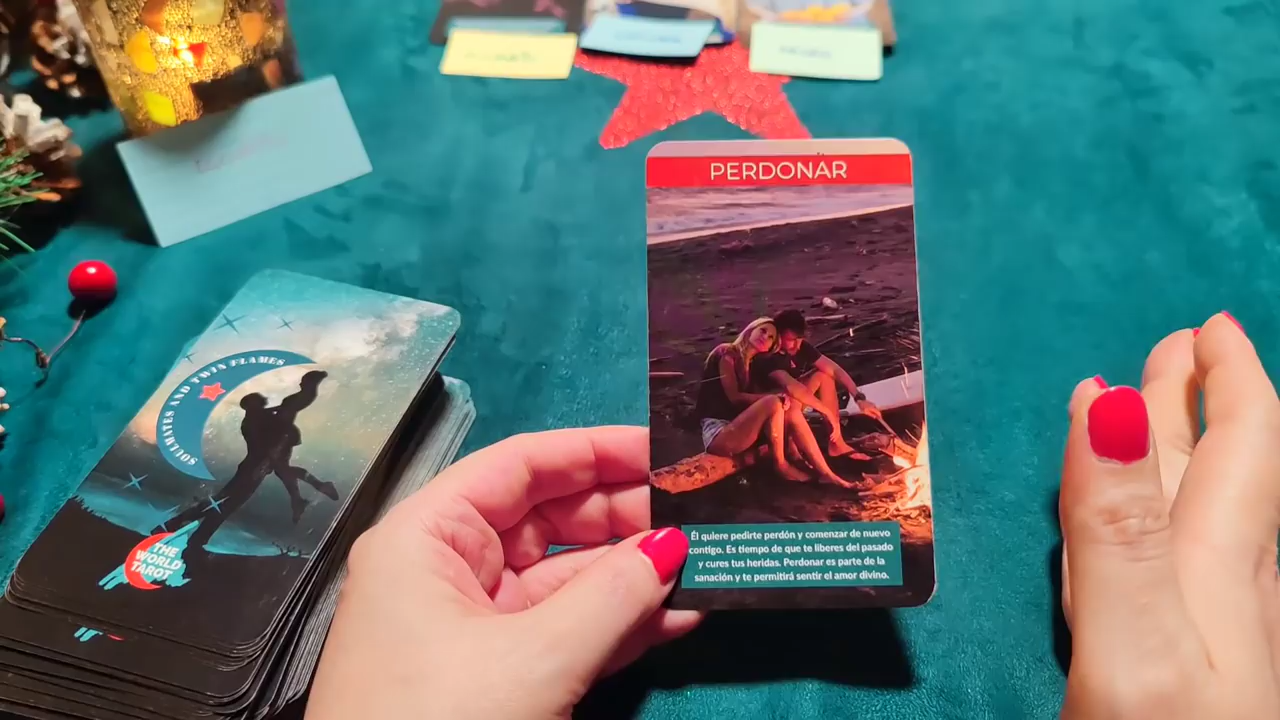 PERDONAR
SOULMATES AND TWIN FLAMES
THE
WORLD
TAROT
Él quiere pedirte perdón y comenzar de nuevo
contigo. Es tiempo de que te liberes del pasado
y cures tus heridas. Perdonar es parte de la
sanación y te permitirá sentir el amor divino.